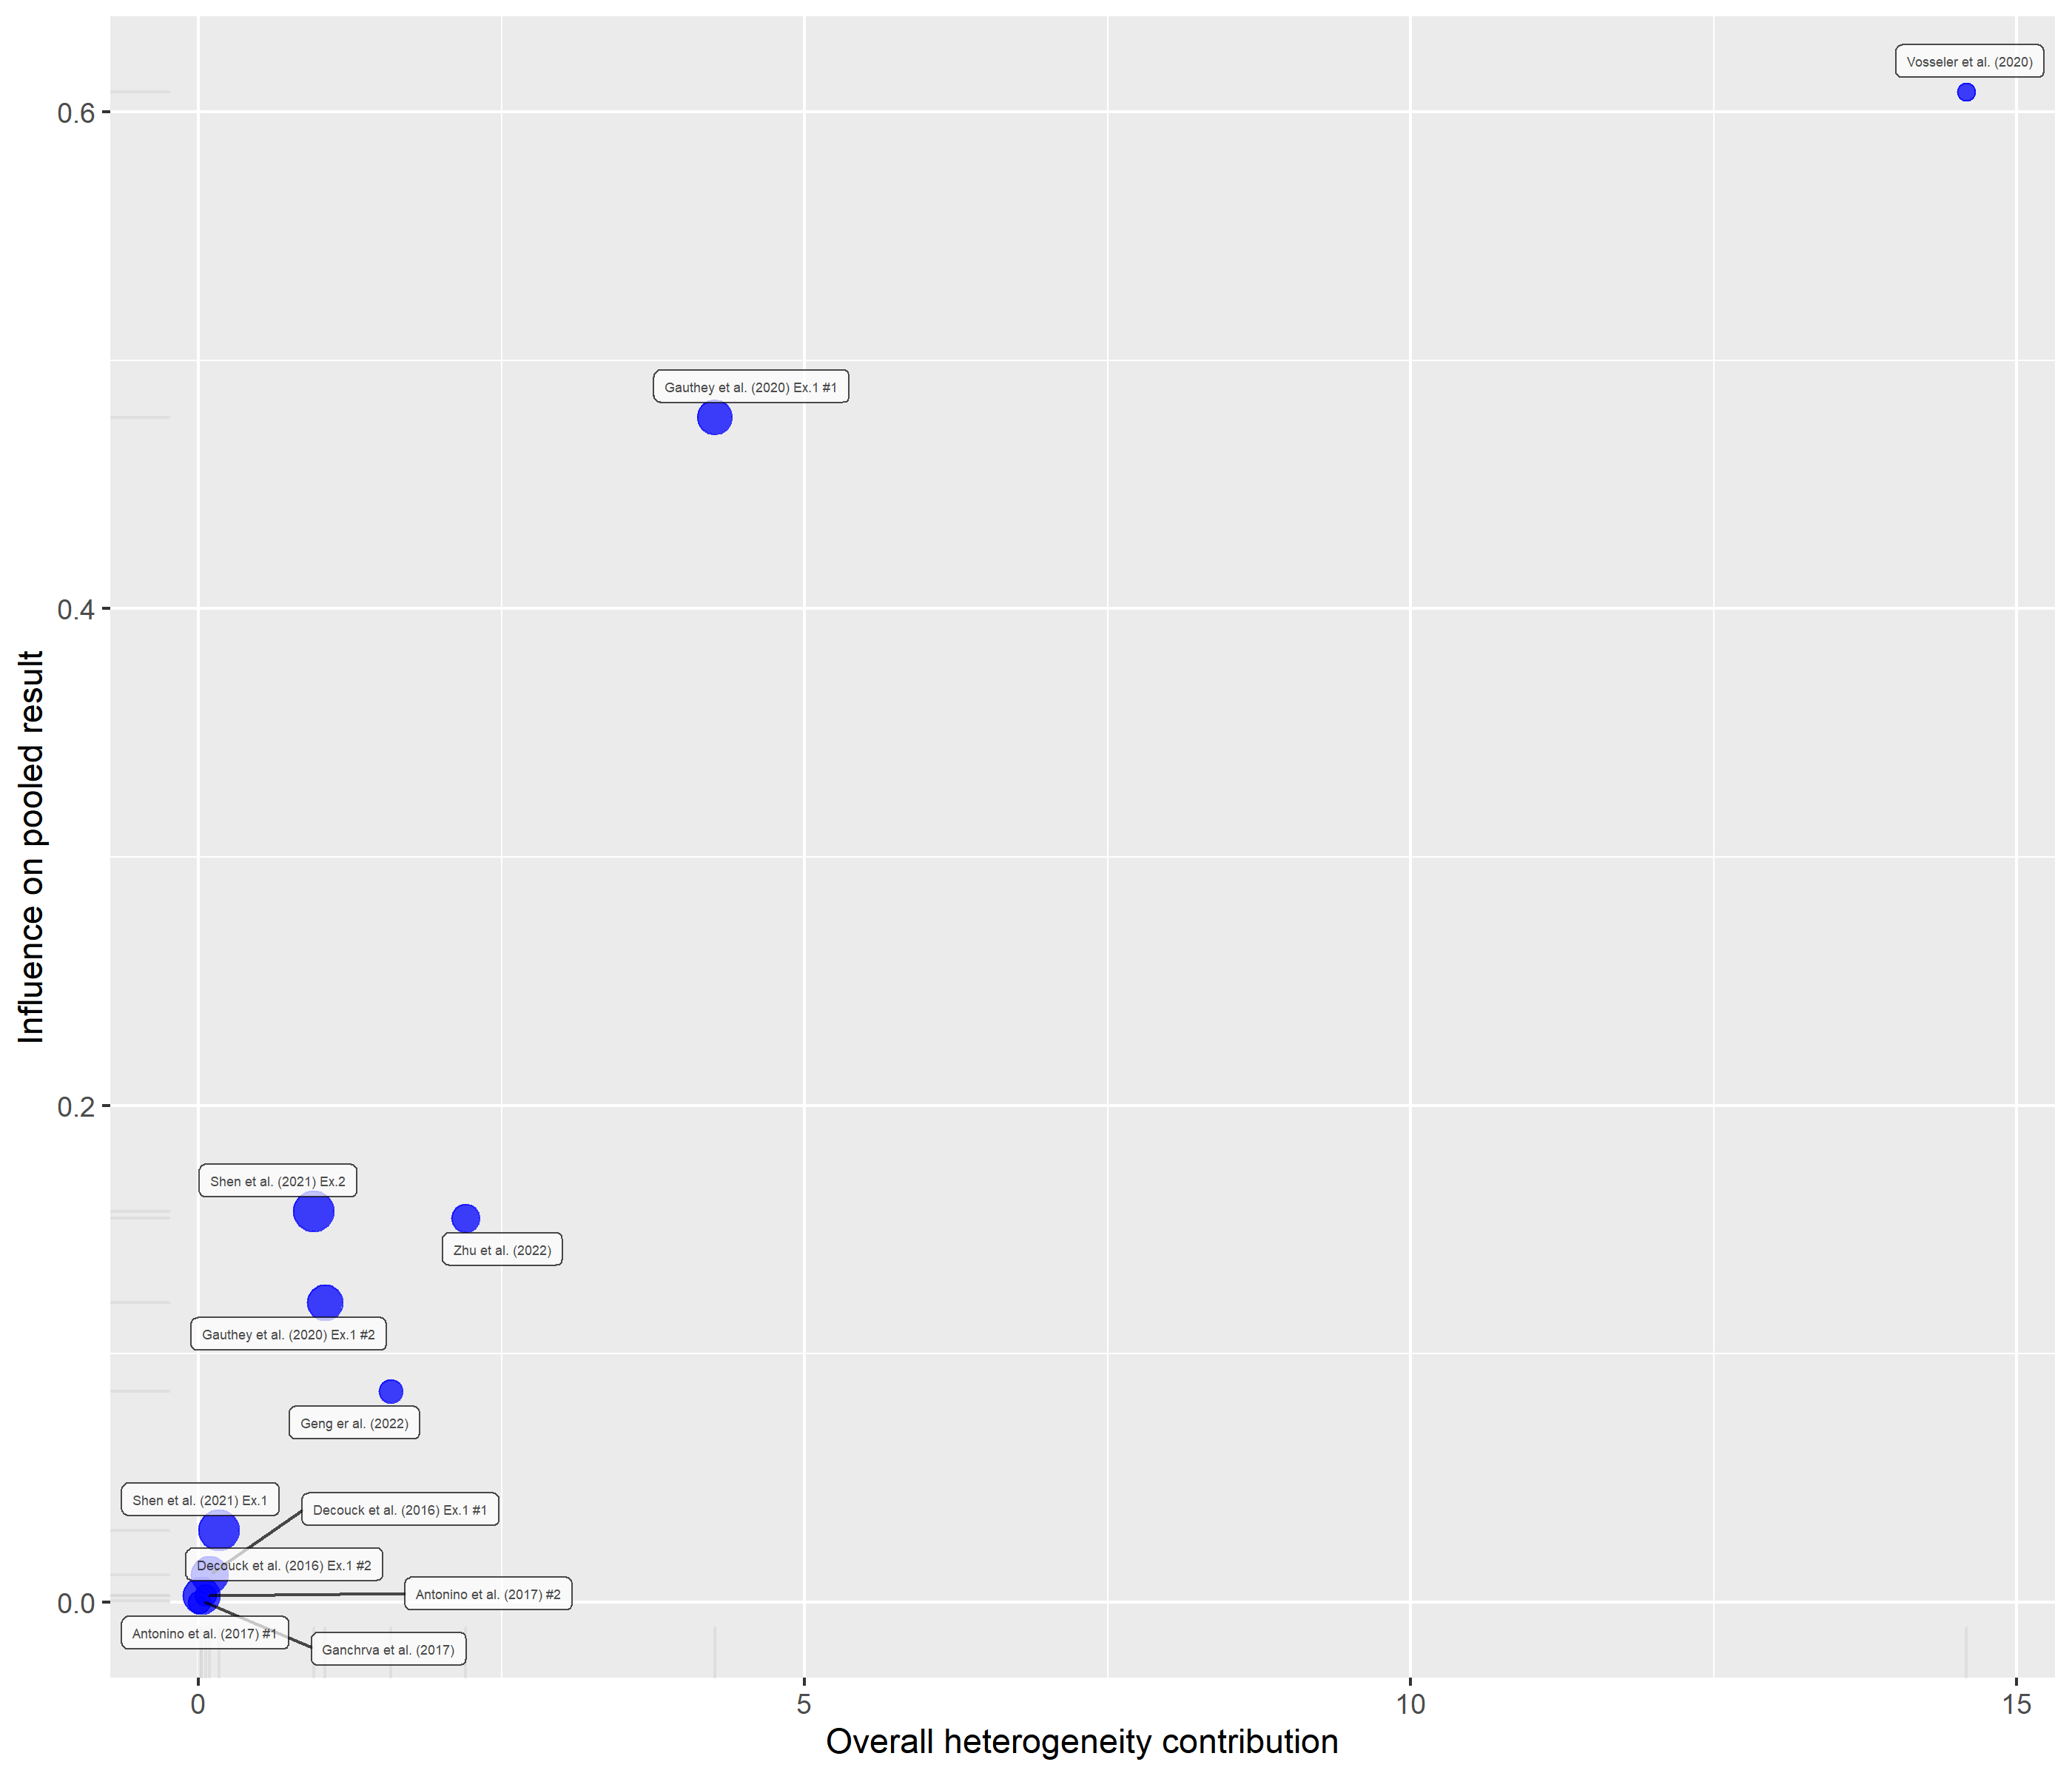 Vosseler et al. (2020)
0.6
Gauthey et al. (2020) Ex.1 #1
0.4
Influence on pooled result
0.2
Shen et al. (2021) Ex.2
Zhu et al. (2022)
Gauthey et al. (2020) Ex.1 #2
Geng er al. (2022)
Shen et al. (2021) Ex.1
Decouck et al. (2016) Ex.1 #1
Decouck et al. (2016) Ex.1 #2
Antonino et al. (2017) #2
0.0
Antonino et al. (2017) #1
Ganchrva et al. (2017)
0
5
10
15
Overall heterogeneity contribution